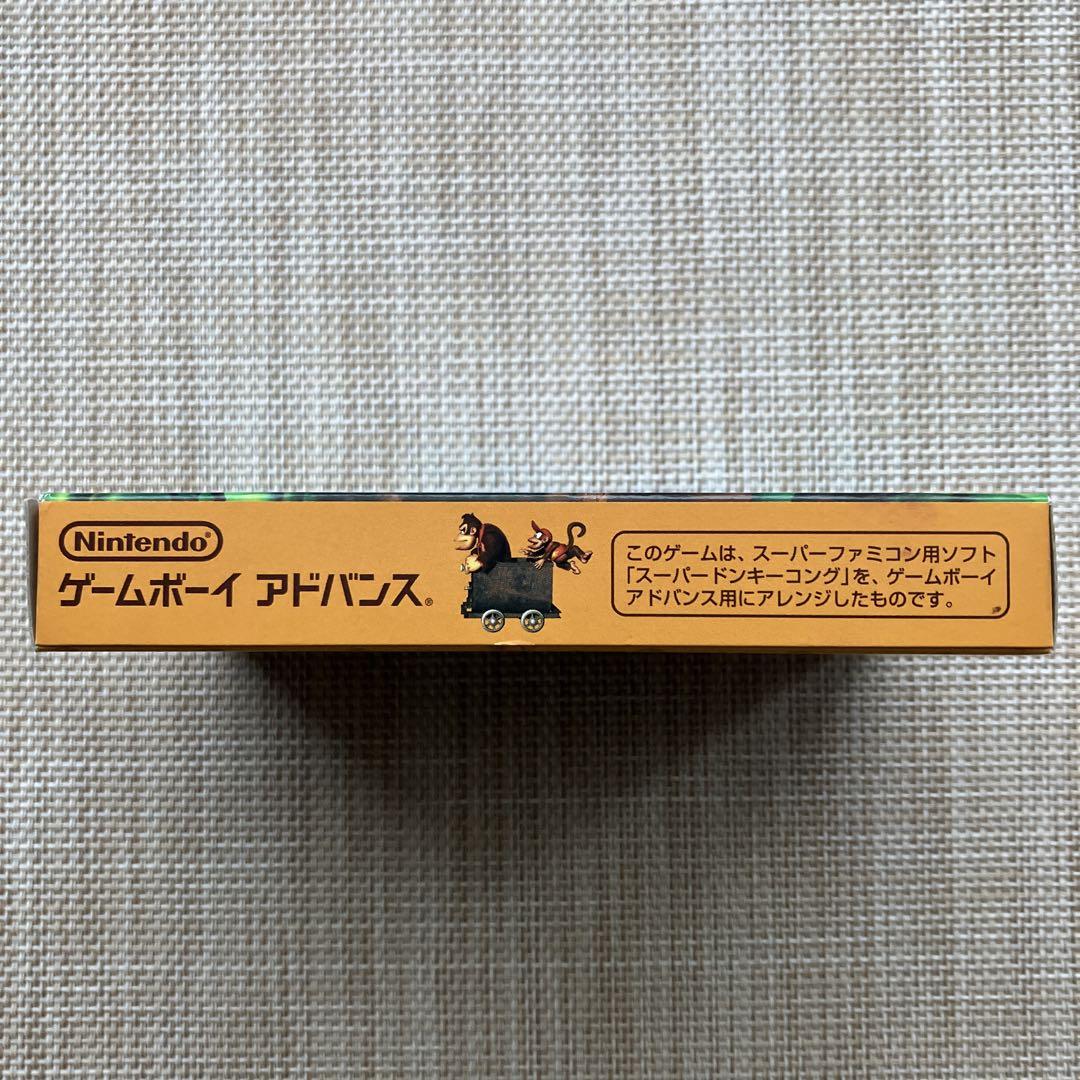 Nintendo®
ゲームボーイ アドバンス®
このゲームは、スーパーファミコン用ソフト
「スーパードンキーコング」を、ゲームボーイ
アドバンス用にアレンジしたものです。